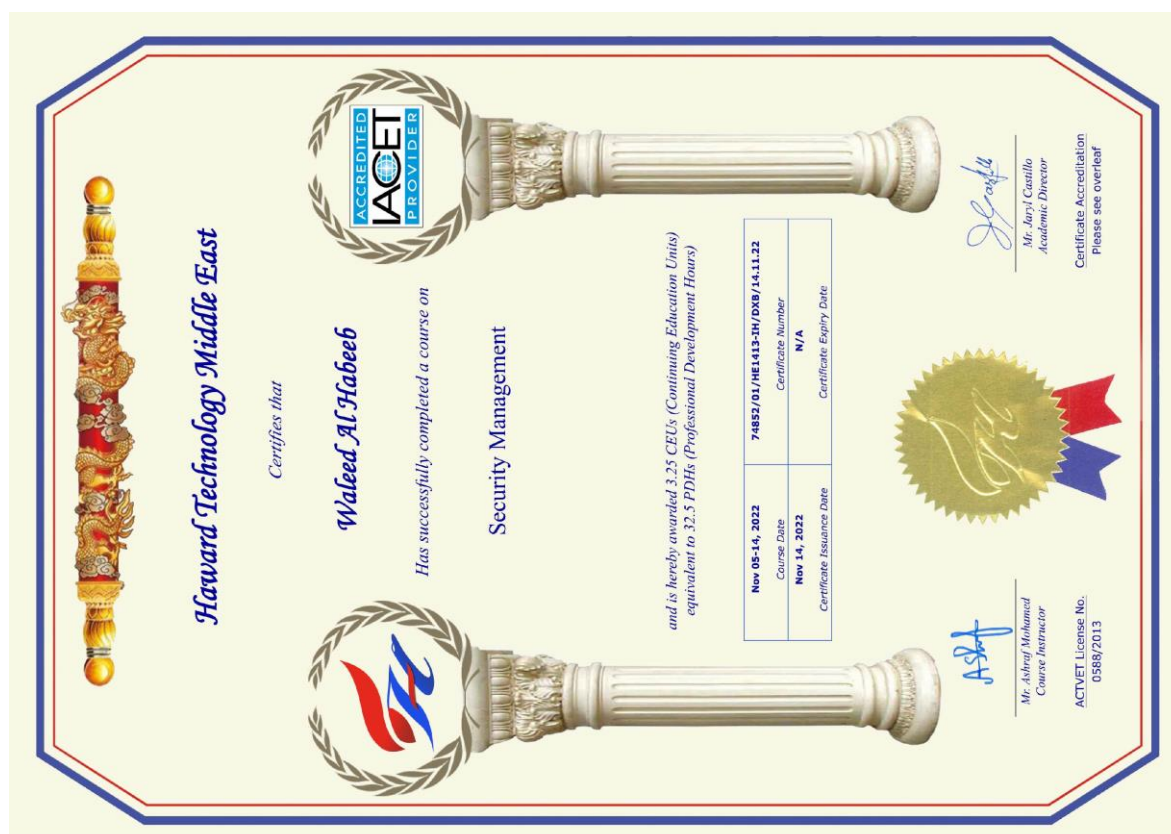 Haward Technology Middle East
Certifies that
Waleed Al Habeeb
ACCREDITED
IACET
PROVIDER
Has successfully completed a course on
Security Management
and is hereby awarded 3.25 CEUs (Continuing Education Units)
equivalent to 32.5 PDHs (Professional Development Hours)
Nov 05-14, 2022
74852/01/HE1413-IH/DXB/14.11.22
Course Date
Certificate Number
Nov 14, 2022
N/A
Certificate Issuance Date
Certificate Expiry Date
Mr. Ashraf Mohamed
Course Instructor
Mr. Jaryl Castillo
Academic Director
ACTVET License No.
0588/2013
Certificate Accreditation
Please see overleaf